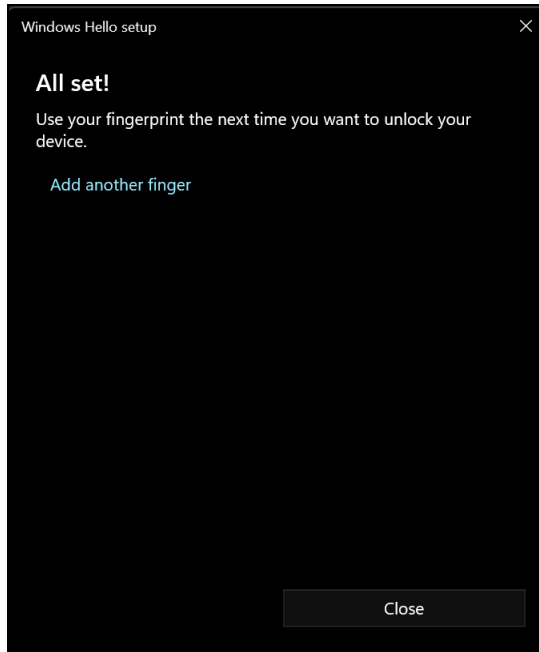 Windows Hello setup
All set!
Use your fingerprint the next time you want to unlock your
device.
Add another finger
Close